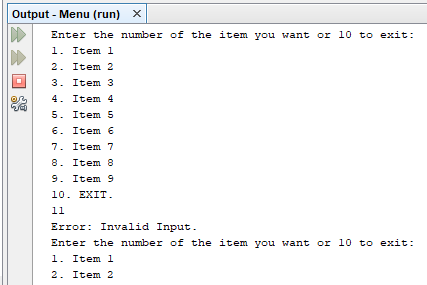 Output - Menu (run)
Enter the number of the item you want or 10 to exit:
1. Item 1
2. Item 2
3. Item 3
4. Item 4
5. Item 5
6. Item 6
7. Item 7
8. Item 8
9. Item 9
10. EXIT.
11
Error: Invalid Input.
Enter the number of the item you want or 10 to exit:
1. Item 1
2. Item 2